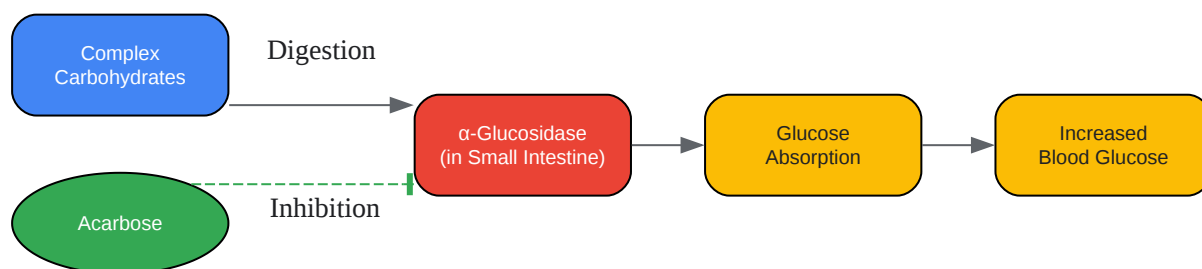 Complex
Carbohydrates
Digestion
α-Glucosidase
(in Small Intestine)
Glucose
Absorption
Increased
Blood Glucose
Acarbose
Inhibition